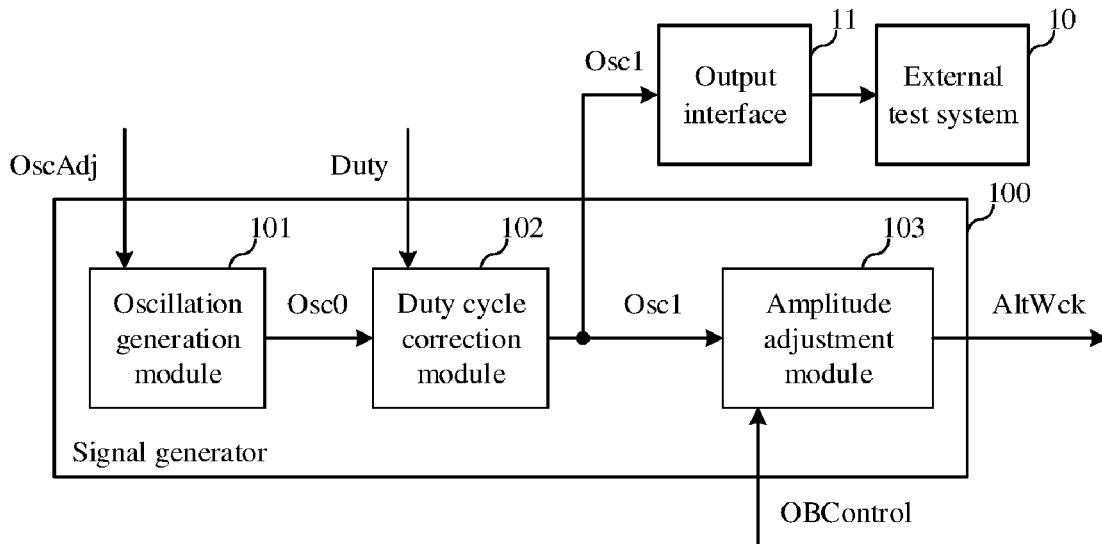 11
10
Osc1
Output
interface
External
test system
OscAdj
Duty
100
101
102
103
Oscillation
generation
module
Osc0
Duty cycle
correction
module
Osc1
Amplitude
adjustment
module
AltWck
Signal generator
OBControl